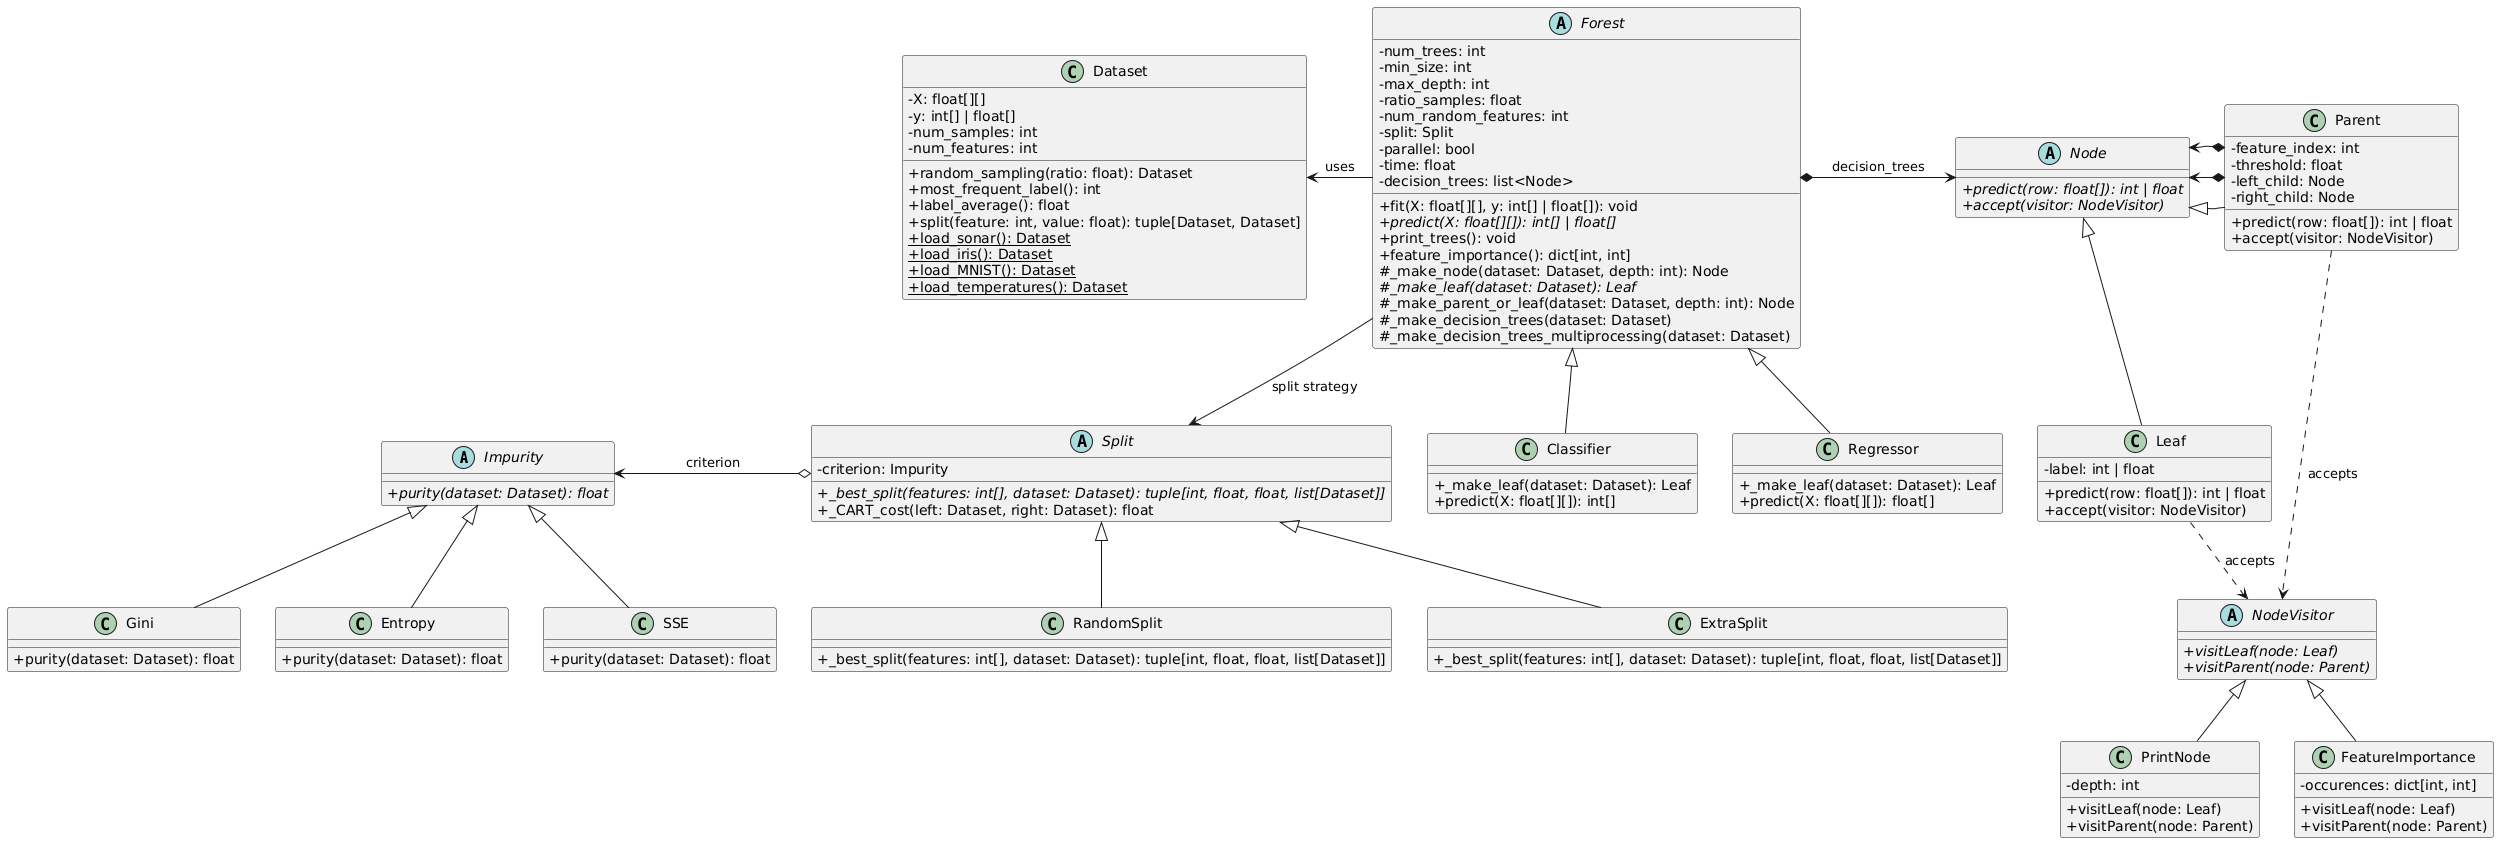 A Forest
-num_trees: int
-min_size: int
-max_depth: int
-ratio_samples: float
-num_random_features: int
-split: Split
-parallel: bool
-time: float
-decision_trees: list<Node>
+fit(X: float[][], y: int[] | float[]): void
+predict(X: float[][]): int[] | float[]
+print_trees(): void
+feature_importance(): dict[int, int]
#_make_node(dataset: Dataset, depth: int): Node
#_make_leaf(dataset: Dataset): Leaf
#_make_parent_or_leaf(dataset: Dataset, depth: int): Node
#_make_decision_trees(dataset: Dataset)
#_make_decision_trees_multiprocessing(dataset: Dataset)
C Dataset
-X: float[][]
-y: int[] | float[]
-num_samples: int
-num_features: int
+random_sampling(ratio: float): Dataset
+most_frequent_label(): int
+label_average(): float
+split(feature: int, value: float): tuple[Dataset, Dataset]
+load_sonar(): Dataset
+load_iris(): Dataset
+load_MNIST(): Dataset
+load_temperatures(): Dataset
uses
decision_trees
A Node
+predict(row: float[]): int | float
+accept(visitor: NodeVisitor)
C Parent
-feature_index: int
-threshold: float
-left_child: Node
-right_child: Node
+predict(row: float[]): int | float
+accept(visitor: NodeVisitor)
split strategy
A Impurity
+purity(dataset: Dataset): float
criterion
A Split
-criterion: Impurity
+_best_split(features: int[], dataset: Dataset): tuple[int, float, float, list[Dataset]]
+_CART_cost(left: Dataset, right: Dataset): float
C Classifier
+_make_leaf(dataset: Dataset): Leaf
+predict(X: float[][]): int[]
C Regressor
+_make_leaf(dataset: Dataset): Leaf
+predict(X: float[][]): float[]
C Leaf
-label: int | float
+predict(row: float[]): int | float
+accept(visitor: NodeVisitor)
accepts
accepts
C Gini
+purity(dataset: Dataset): float
C Entropy
+purity(dataset: Dataset): float
C SSE
+purity(dataset: Dataset): float
C RandomSplit
+_best_split(features: int[], dataset: Dataset): tuple[int, float, float, list[Dataset]]
C ExtraSplit
+_best_split(features: int[], dataset: Dataset): tuple[int, float, float, list[Dataset]]
A NodeVisitor
+visitLeaf(node: Leaf)
+visitParent(node: Parent)
C PrintNode
-depth: int
+visitLeaf(node: Leaf)
+visitParent(node: Parent)
C FeatureImportance
-occurences: dict[int, int]
+visitLeaf(node: Leaf)
+visitParent(node: Parent)